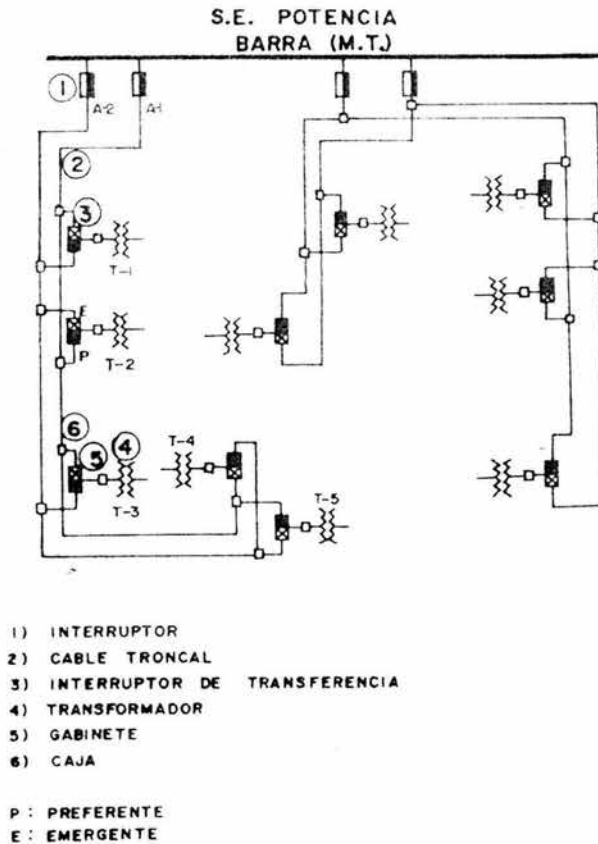 S.E. POTENCIA
BARRA (M.T.)
1
A-2
A-1
2
3
T-1
E
P
T-2
6
5
4
T-3
T-4
T-5
1) INTERRUPTOR
2) CABLE TRONCAL
3) INTERRUPTOR DE TRANSFERENCIA
4) TRANSFORMADOR
5) GABINETE
6) CAJA
P : PREFERENTE
E : EMERGENTE